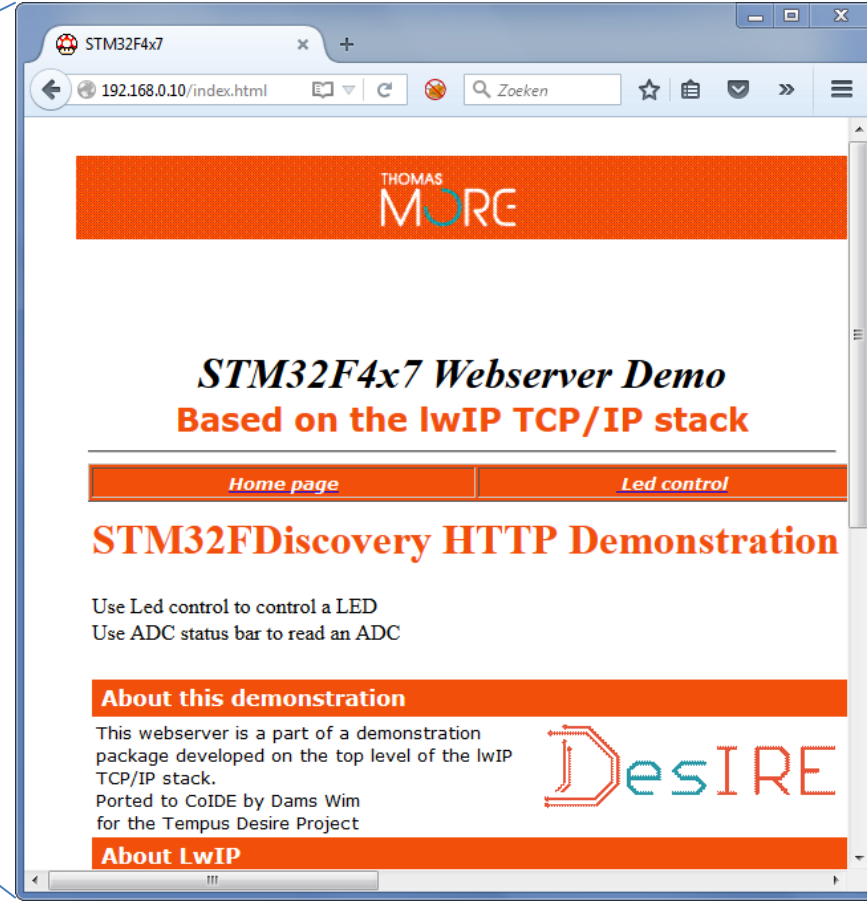 STM32F4x7
192.168.0.10/index.html
Zoeken
THOMAS
MORE
STM32F4x7 Webserver Demo
Based on the lwIP TCP/IP stack
Home page Led control
STM32FDiscovery HTTP Demonstration
Use Led control to control a LED
Use ADC status bar to read an ADC
About this demonstration
This webserver is a part of a demonstration
package developed on the top level of the lwIP
TCP/IP stack.
Ported to CoIDE by Dams Wim
for the Tempus Desire Project
DesIRE
About LwIP